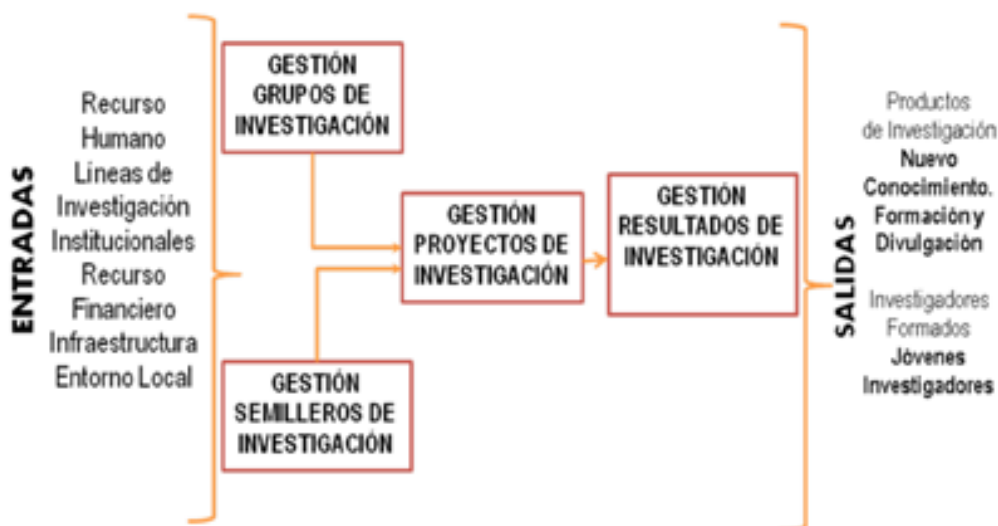 ENTRADAS
Recurso
Humano
Líneas de
Investigación
Institucionales
Recurso
Financiero
Infraestructura
Entorno Local
GESTIÓN
GRUPOS DE
INVESTIGACIÓN
GESTIÓN
SEMILLEROS DE
INVESTIGACIÓN
GESTIÓN
PROYECTOS DE
INVESTIGACIÓN
GESTIÓN
RESULTADOS DE
INVESTIGACIÓN
SALIDAS
Productos
de Investigación
Nuevo
Conocimiento.
Formación y
Divulgación
Investigadores
Formados
Jóvenes
Investigadores